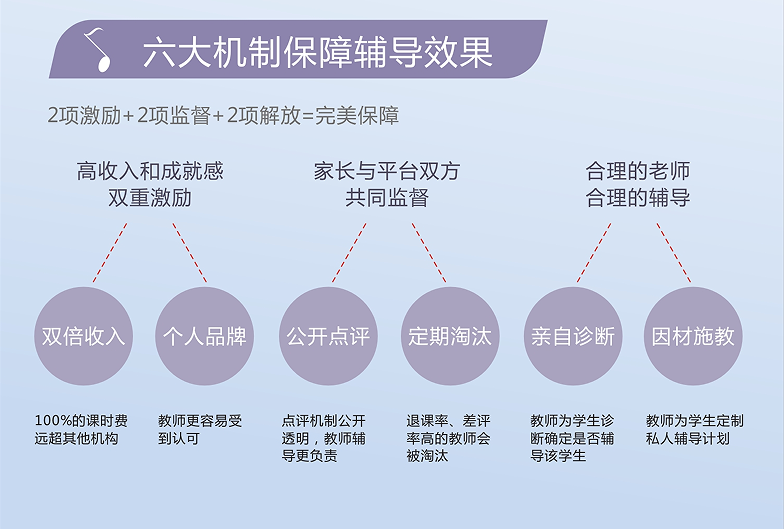 六大机制保障辅导效果
2项激励+2项监督+2项解放=完美保障
高收入和成就感
双重激励
家长与平台双方
共同监督
合理的老师
合理的辅导
双倍收入
个人品牌
公开点评
定期淘汰
亲自诊断
因材施教
100%的课时费
远超其他机构
教师更容易受
到认可
点评机制公开
透明，教师辅
导更负责
退课率、差评
率高的教师会
被淘汰
教师为学生诊
断确定是否辅
导该学生
教师为学生定制
私人辅导计划